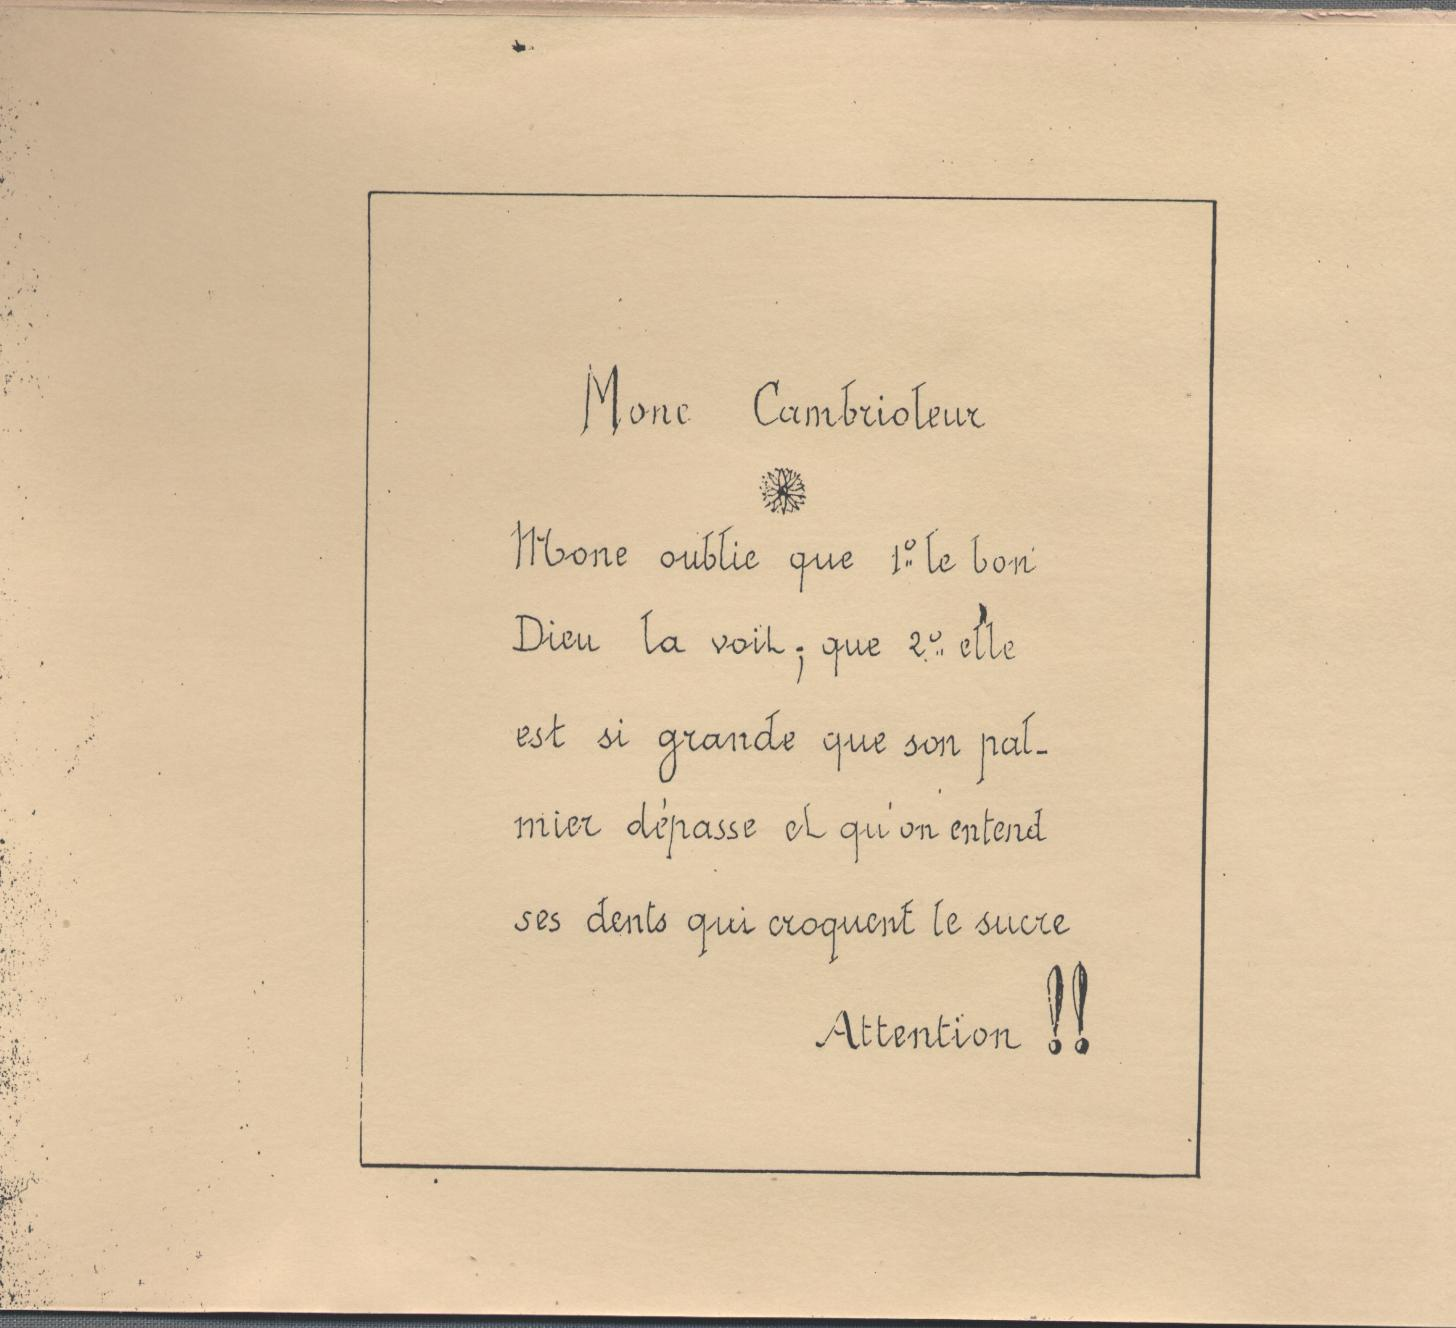 Mone Cambrioleur
Mone oublie que 1º le bon
Dieu la voit ; que 2º elle
est si grande que son pal-
mier dépasse et qu'on entend
ses dents qui croquent le sucre
Attention !!